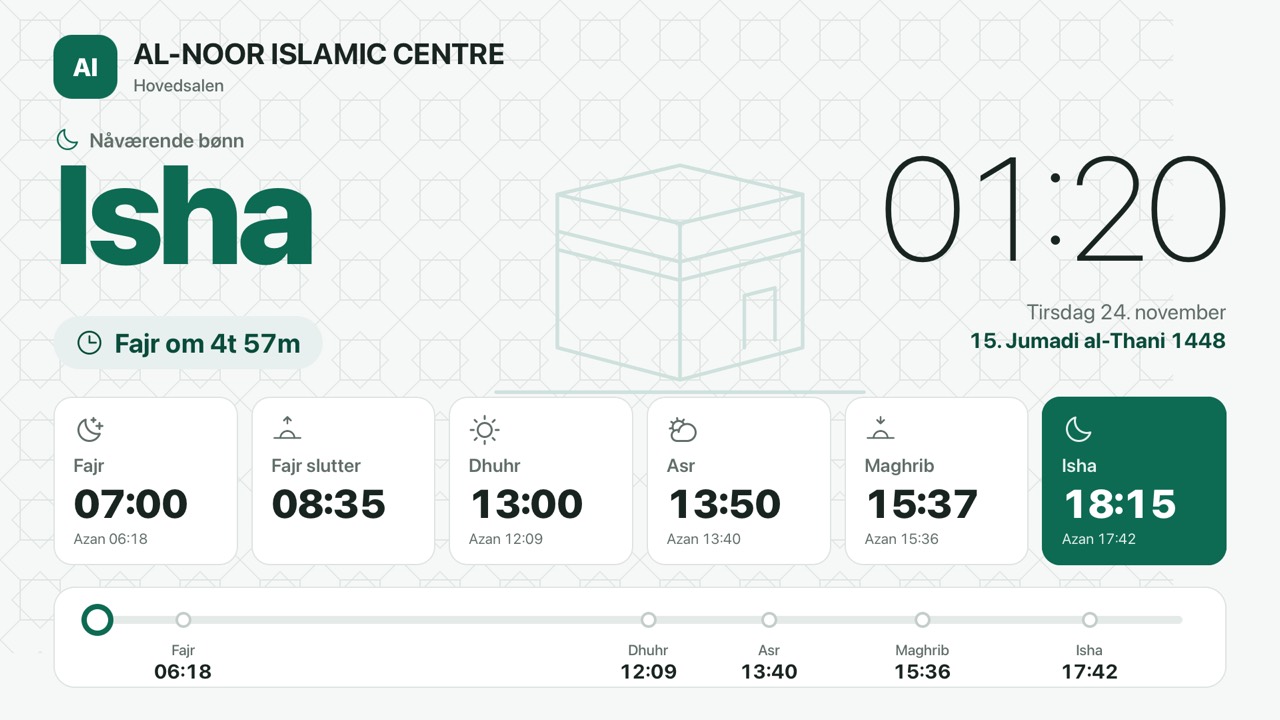 AI
AL-NOOR ISLAMIC CENTRE
Hovedsalen
Nåværende bønn
Isha
Fajr om 4t 57m
01:20
Tirsdag 24. november
15. Jumadi al-Thani 1448
Fajr
07:00
Azan 06:18
Fajr slutter
08:35
Dhuhr
13:00
Azan 12:09
Asr
13:50
Azan 13:40
Maghrib
15:37
Azan 15:36
Isha
18:15
Azan 17:42
Fajr
06:18
Dhuhr
12:09
Asr
13:40
Maghrib
15:36
Isha
17:42